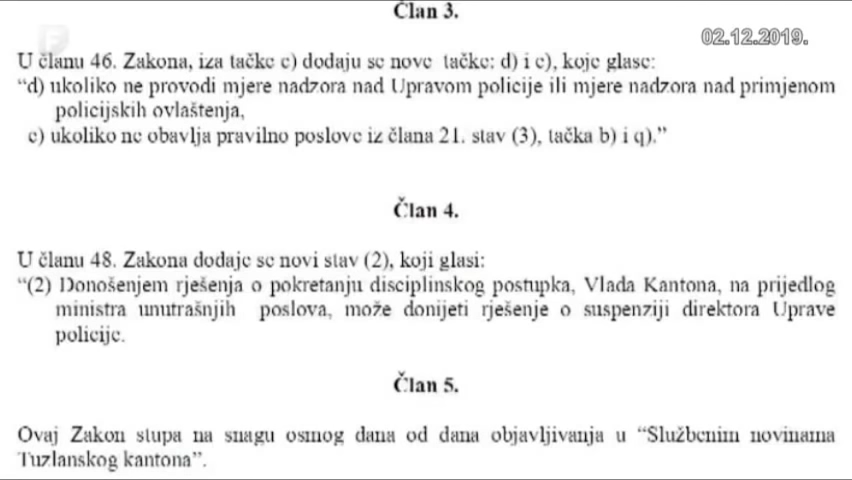 Član 3.
02.12.2019.
U članu 46. Zakona, iza tačke c) dodaju se nove tačke: d) i e), koje glase:
“d) ukoliko ne provodi mjere nadzora nad Upravom policije ili mjere nadzora nad primjenom
policijskih ovlaštenja,
e) ukoliko ne obavlja pravilno poslove iz člana 21. stav (3), tačka b) i q).”
Član 4.
U članu 48. Zakona dodaje se novi stav (2), koji glasi:
“(2) Donošenjem rješenja o pokretanju disciplinskog postupka, Vlada Kantona, na prijedlog
ministra unutrašnjih poslova, može donijeti rješenje o suspenziji direktora Uprave
policije.
Član 5.
Ovaj Zakon stupa na snagu osmog dana od dana objavljivanja u “Službenim novinama
Tuzlanskog kantona”.